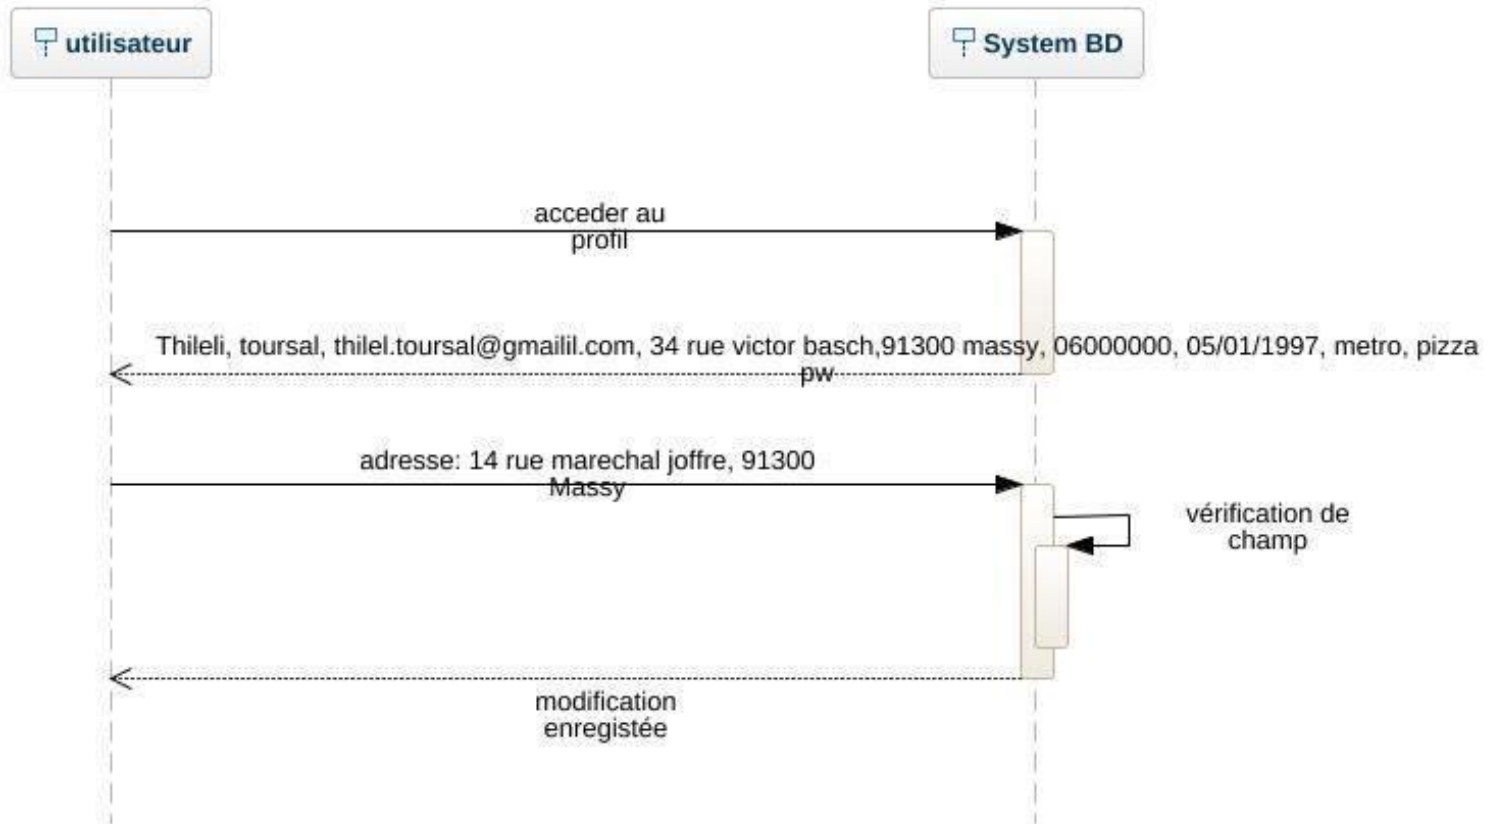 utilisateur
System BD
acceder au
profil
Thileli, toursal, thilel.toursal@gmailil.com, 34 rue victor basch,91300 massy, 06000000, 05/01/1997, metro, pizza
pw
adresse: 14 rue marechal joffre, 91300
Massy
vérification de
champ
modification
enregistée